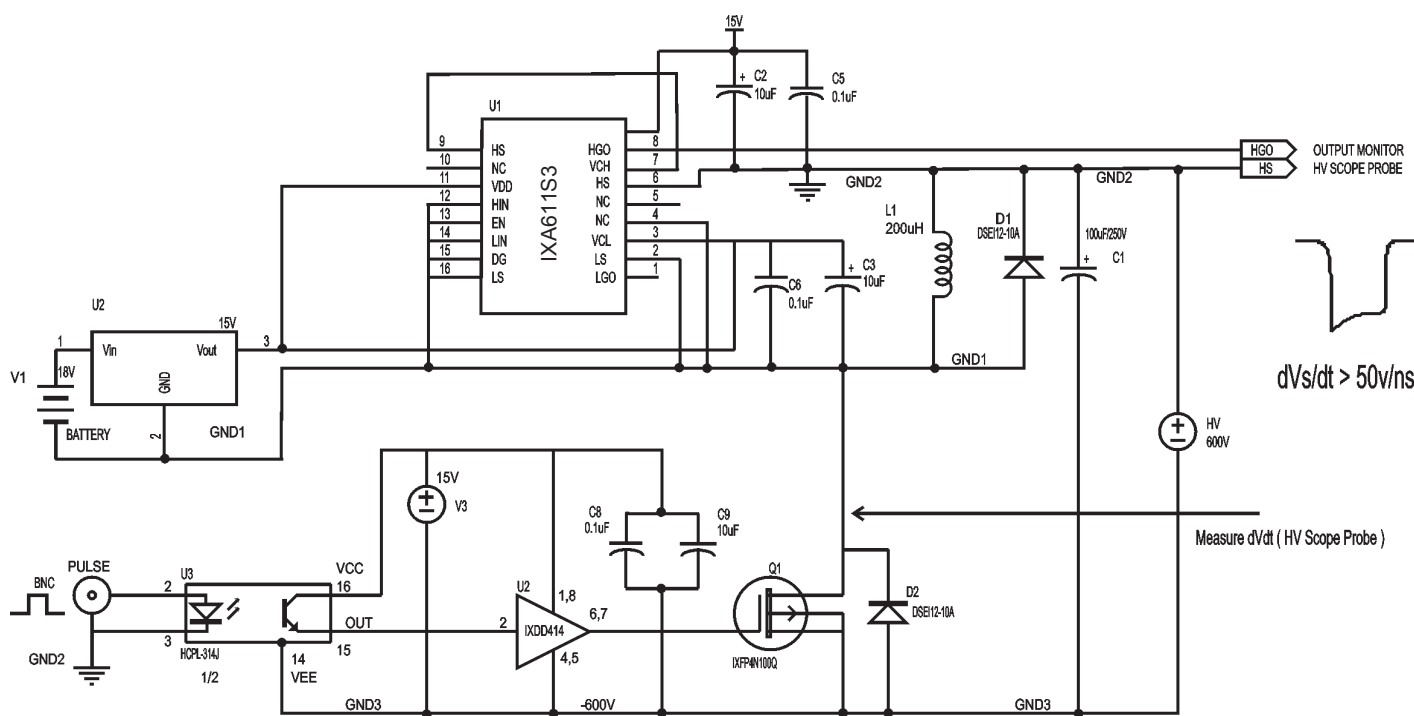 15V
+ C2
10uF
C5
0.1uF
U1
IXA611S3
9 HS
10 NC
11 VDD
12 HIN
13 EN
14 LIN
15 DG
16 LS
HGO 8
VCH 7
HS 6
NC 5
NC 4
VCL 3
LS 2
LGO 1
HGO OUTPUT MONITOR
HS HV SCOPE PROBE
GND2
GND2
L1
200uH
D1
DSEI12-10A
100uF/250V
+
C1
C6
0.1uF
+ C3
10uF
U2
15V
1 Vin Vout 3
GND
2
V1
18V
BATTERY
GND1
GND1
dVs/dt > 50v/ns
HV
600V
15V
V3
C8
0.1uF
C9
10uF
Measure dVdt ( HV Scope Probe )
BNC
PULSE
2
3
GND2
U3
HCPL-314J
1/2
VCC
16
OUT
15
14
VEE
U2
2
IXDD414
1,8
6,7
4,5
Q1
IXFP4N100Q
D2
DSEI12-10A
GND3
-600V
GND3